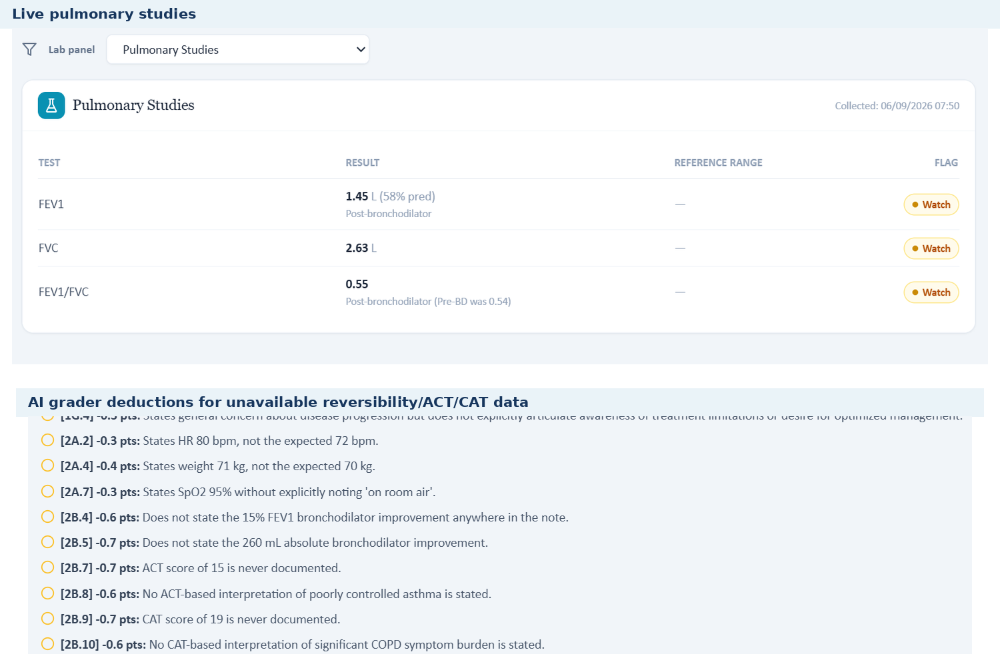 Live pulmonary studies
Lab panel Pulmonary Studies
Pulmonary Studies Collected: 06/09/2026 07:50
TEST RESULT REFERENCE RANGE FLAG
FEV1 1.45 L (58% pred) — Watch
Post-bronchodilator
FVC 2.63 L — Watch
FEV1/FVC 0.55 — Watch
Post-bronchodilator (Pre-BD was 0.54)
AI grader deductions for unavailable reversibility/ACT/CAT data
pts: States general concern about disease progression but does not explicitly articulate awareness of treatment limitations or desire for optimized management.
[2A.2] -0.3 pts: States HR 80 bpm, not the expected 72 bpm.
[2A.4] -0.4 pts: States weight 71 kg, not the expected 70 kg.
[2A.7] -0.3 pts: States SpO2 95% without explicitly noting 'on room air'.
[2B.4] -0.6 pts: Does not state the 15% FEV1 bronchodilator improvement anywhere in the note.
[2B.5] -0.7 pts: Does not state the 260 mL absolute bronchodilator improvement.
[2B.7] -0.7 pts: ACT score of 15 is never documented.
[2B.8] -0.6 pts: No ACT-based interpretation of poorly controlled asthma is stated.
[2B.9] -0.7 pts: CAT score of 19 is never documented.
[2B.10] -0.6 pts: No CAT-based interpretation of significant COPD symptom burden is stated.